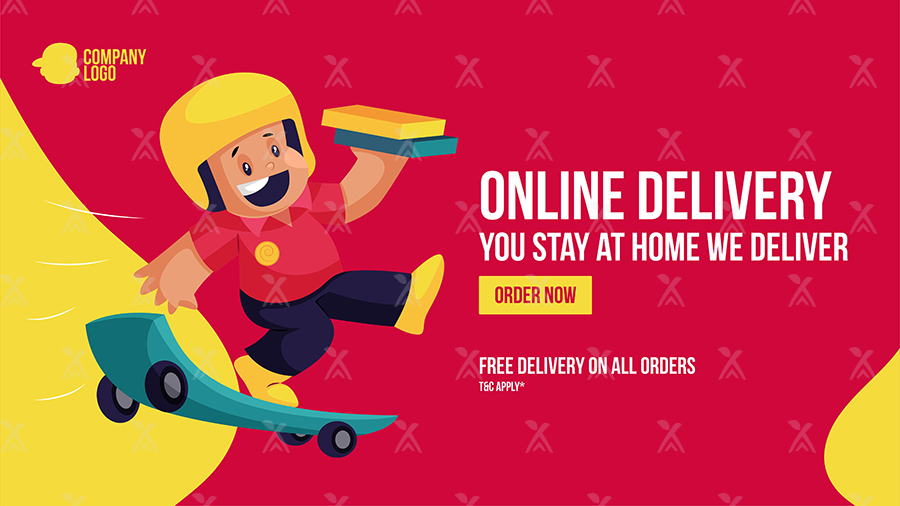 COMPANY
LOGO
ONLINE DELIVERY
YOU STAY AT HOME WE DELIVER
ORDER NOW
FREE DELIVERY ON ALL ORDERS
T&C APPLY*